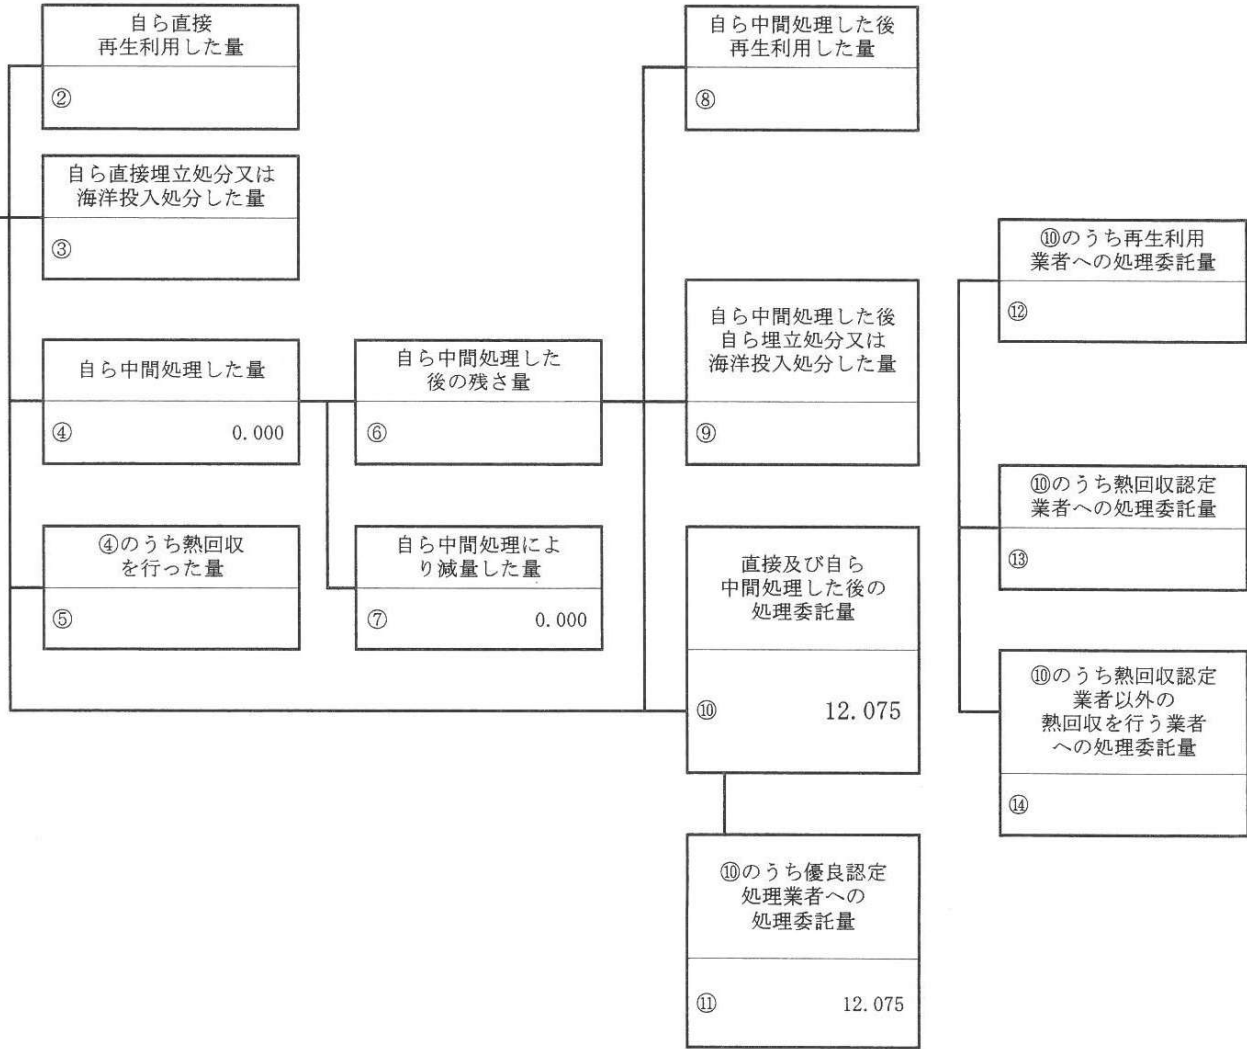 自ら直接
再生利用した量
②
自ら直接埋立処分又は
海洋投入処分した量
③
自ら中間処理した量
④ 0.000
④のうち熱回収
を行った量
⑤
自ら中間処理した
後の残さ量
⑥
自ら中間処理によ
り減量した量
⑦ 0.000
自ら中間処理した後
再生利用した量
⑧
自ら中間処理した後
自ら埋立処分又は
海洋投入処分した量
⑨
直接及び自ら
中間処理した後の
処理委託量
⑩ 12.075
⑩のうち優良認定
処理業者への
処理委託量
⑪ 12.075
⑩のうち再生利用
業者への処理委託量
⑫
⑩のうち熱回収認定
業者への処理委託量
⑬
⑩のうち熱回収認定
業者以外の
熱回収を行う業者
への処理委託量
⑭